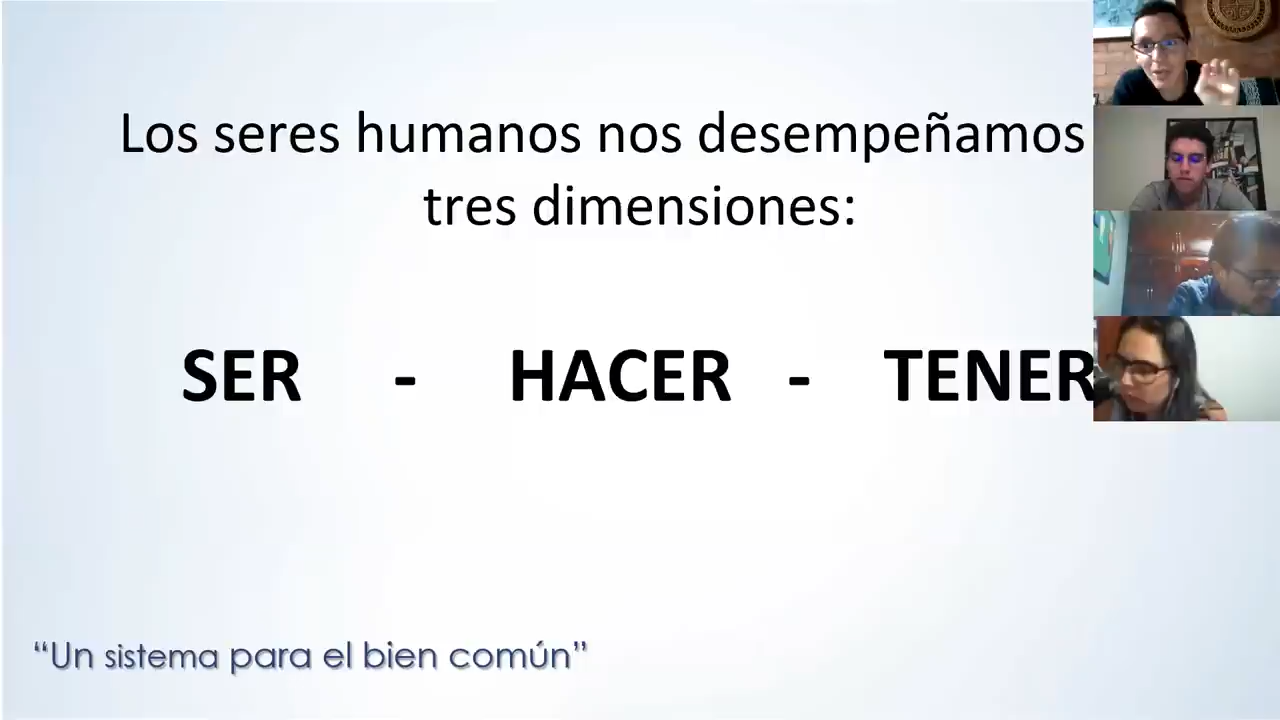 Los seres humanos nos desempeñamos
tres dimensiones:
SER - HACER - TENER
“Un sistema para el bien común”